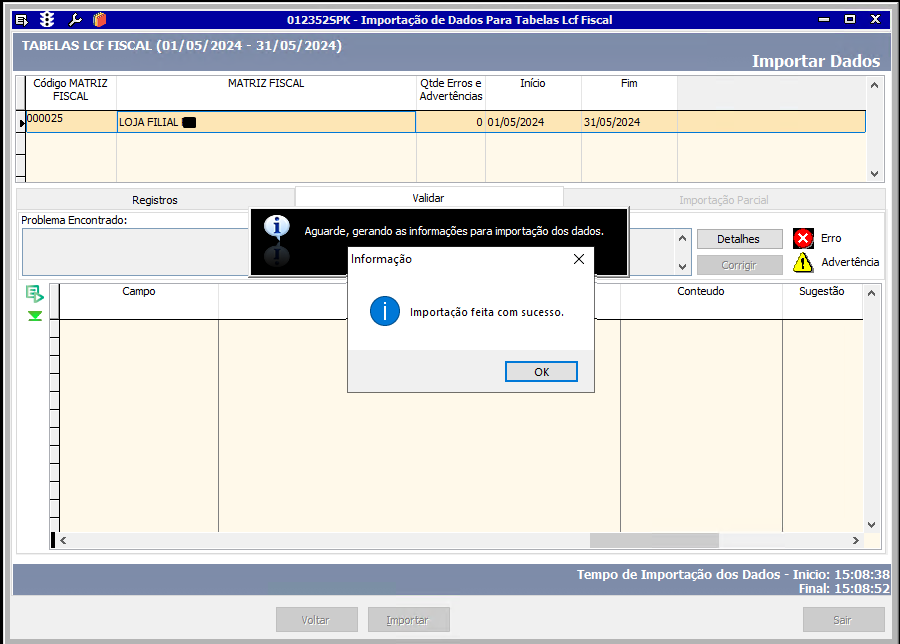 012352SPK - Importação de Dados Para Tabelas Lcf Fiscal
TABELAS LCF FISCAL (01/05/2024 - 31/05/2024)
Importar Dados
Código MATRIZ FISCAL
MATRIZ FISCAL
Qtde Erros e Advertências
Início
Fim
000025
LOJA FILIAL
0
01/05/2024
31/05/2024
Registros
Validar
Importação Parcial
Problema Encontrado:
Aguarde, gerando as informações para importação dos dados.
Detalhes
Erro
Corrigir
Advertência
Informação
Importação feita com sucesso.
OK
Campo
Conteudo
Sugestão
Tempo de Importação dos Dados - Inicio: 15:08:38
Final: 15:08:52
Voltar
Importar
Sair